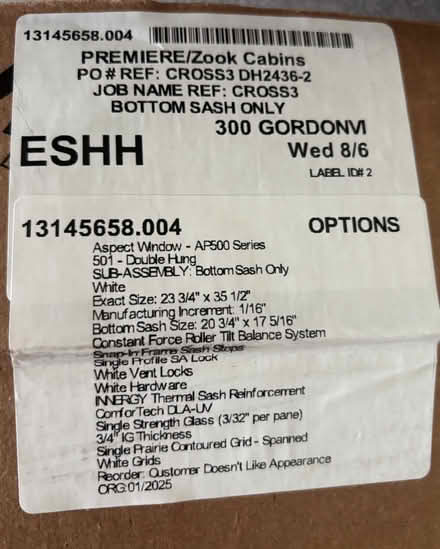 13145658.004
PREMIERE/Zook Cabins
PO # REF: CROSS3 DH2436-2
JOB NAME REF: CROSS3
BOTTOM SASH ONLY
300 GORDONVI
ESHH
Wed 8/6
LABEL ID# 2
13145658.004 OPTIONS
Aspect Window - AP500 Series
501 - Double Hung
SUB-ASSEMBLY: Bottom Sash Only
White
Exact Size: 23 3/4" x 35 1/2"
Manufacturing Increment: 1/16"
Bottom Sash Size: 20 3/4" x 17 5/16"
Constant Force Roller Tilt Balance System
Snap-In Frame Sash Stops
Single Profile SA Lock
White Vent Locks
White Hardware
INNERGY Thermal Sash Reinforcement
ComforTech DLA-UV
Single Strength Glass (3/32" per pane)
3/4" IG Thickness
Single Prairie Contoured Grid - Spanned
White Grids
Reorder: Customer Doesn't Like Appearance
ORG:01/2025